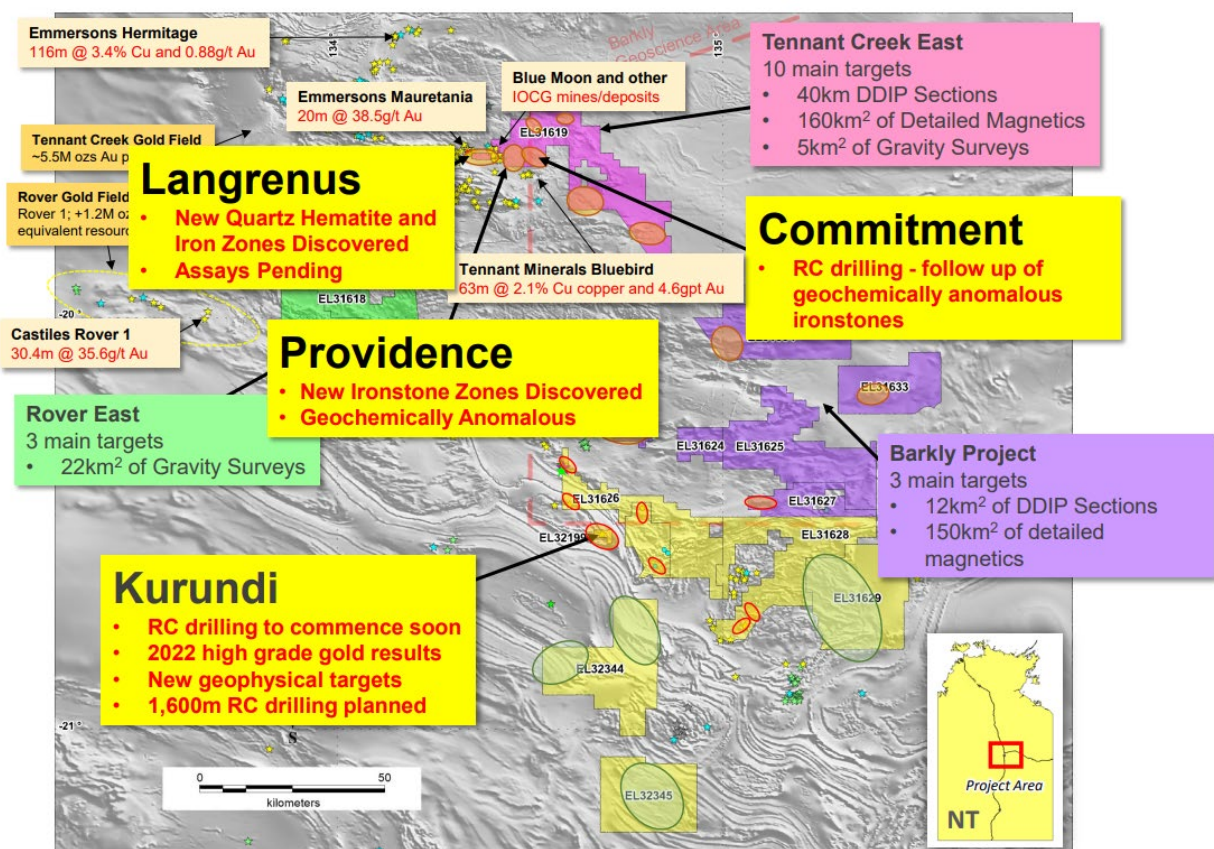 Emmersons Hermitage
116m @ 3.4% Cu and 0.88g/t Au
134 °
135 °
Barkly
Geoscience Area
Tennant Creek East
10 main targets
• 40km DDIP Sections
• 160km² of Detailed Magnetics
• 5km² of Gravity Surveys
Blue Moon and other
IOCG mines/deposits
Emmersons Mauretania
20m @ 38.5g/t Au
EL31619
Tennant Creek Gold Field
~5.5M ozs Au p
Langrenus
• New Quartz Hematite and
Iron Zones Discovered
• Assays Pending
Rover Gold Field
Rover 1; +1.2M oz
equivalent resourc
Commitment
• RC drilling - follow up of
geochemically anomalous
ironstones
Tennant Minerals Bluebird
63m @ 2.1% Cu copper and 4.6gpt Au
EL31618
-20 °
Castiles Rover 1
30.4m @ 35.6g/t Au
Providence
• New Ironstone Zones Discovered
• Geochemically Anomalous
EL31633
Rover East
3 main targets
• 22km² of Gravity Surveys
EL31624
EL31625
Barkly Project
3 main targets
• 12km² of DDIP Sections
• 150km² of detailed
magnetics
EL31626
EL31627
EL32199
EL31628
Kurundi
• RC drilling to commence soon
• 2022 high grade gold results
• New geophysical targets
• 1,600m RC drilling planned
EL31629
EL32344
-21 °
S
0
50
kilometers
EL32345
Project Area
NT